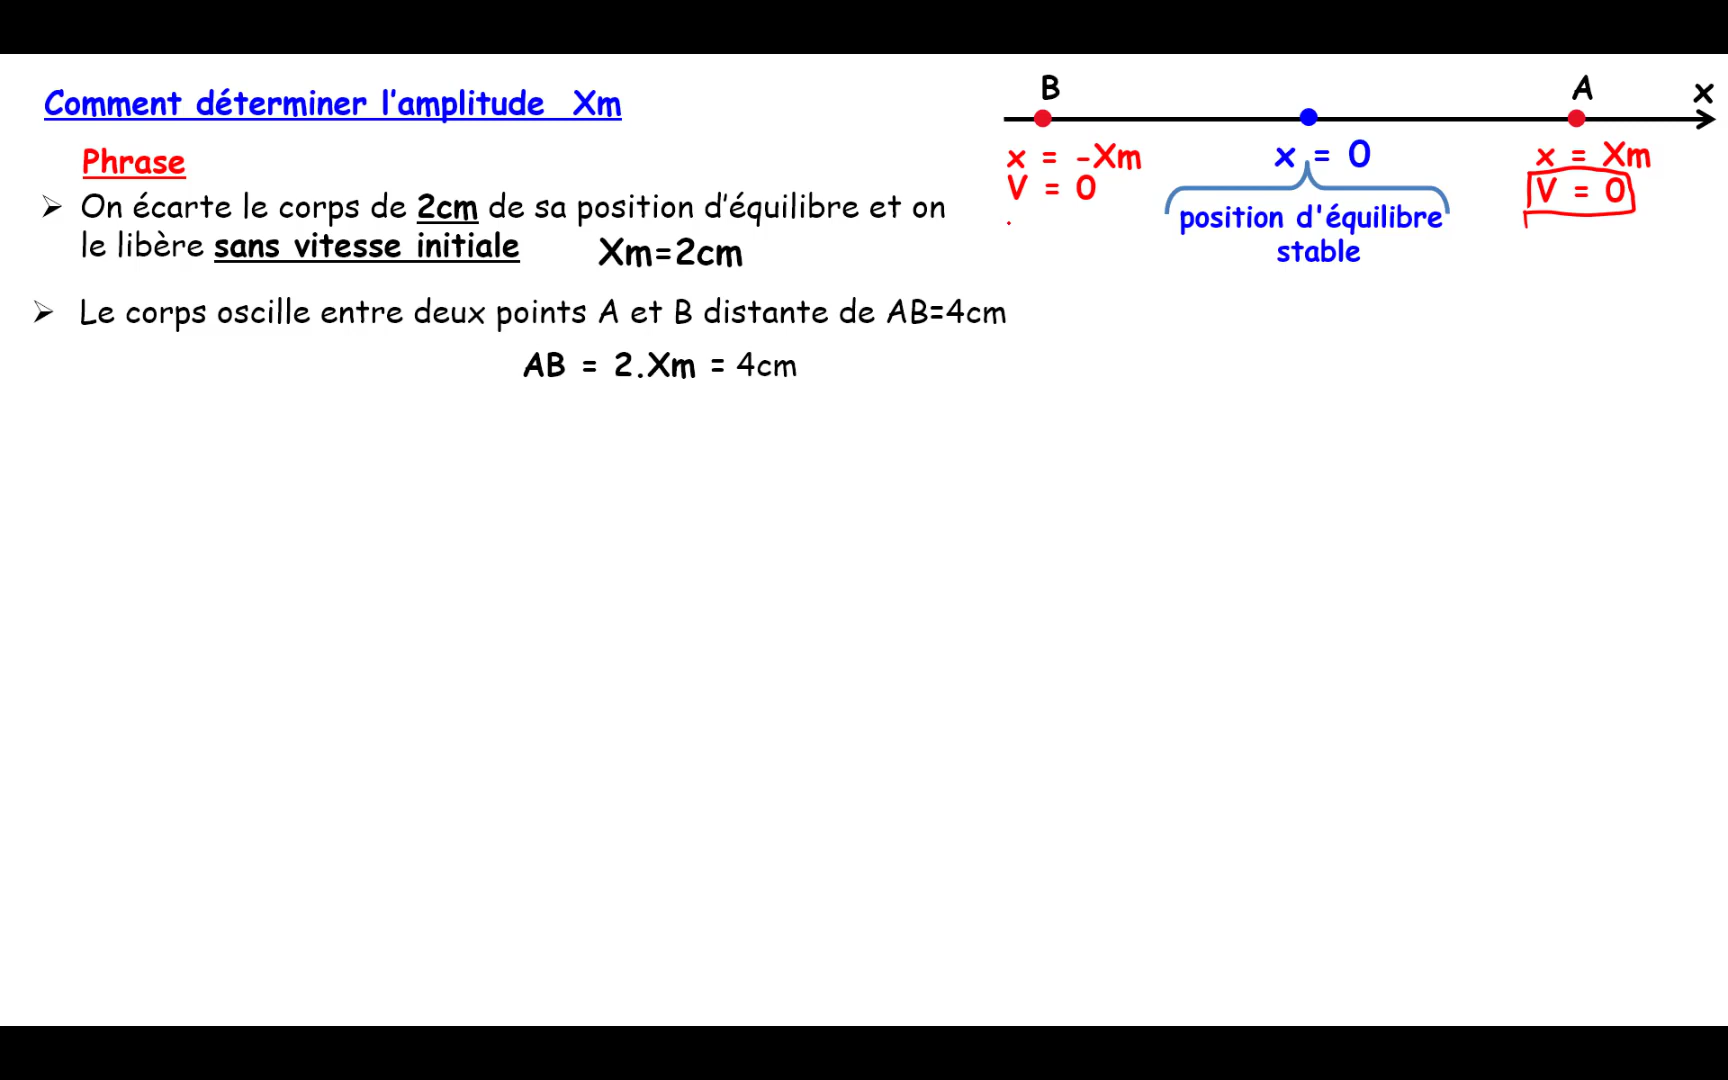 Comment déterminer l'amplitude Xm
Phrase
➢ On écarte le corps de 2cm de sa position d'équilibre et on
le libère sans vitesse initiale
Xm=2cm
➢ Le corps oscille entre deux points A et B distante de AB=4cm
AB = 2.Xm = 4cm
B
A
x
x = -Xm
V = 0
x = 0
position d'équilibre
stable
x = Xm
V = 0